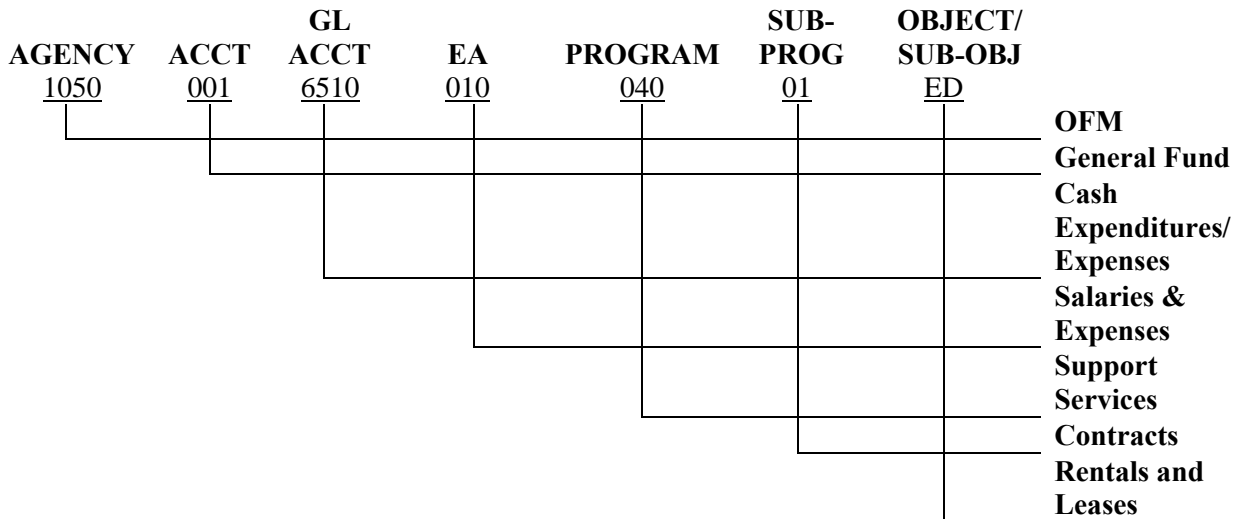 GL SUB- OBJECT/
AGENCY ACCT ACCT EA PROGRAM PROG SUB-OBJ
1050 001 6510 010 040 01 ED
OFM
General Fund
Cash
Expenditures/
Expenses
Salaries &
Expenses
Support
Services
Contracts
Rentals and
Leases